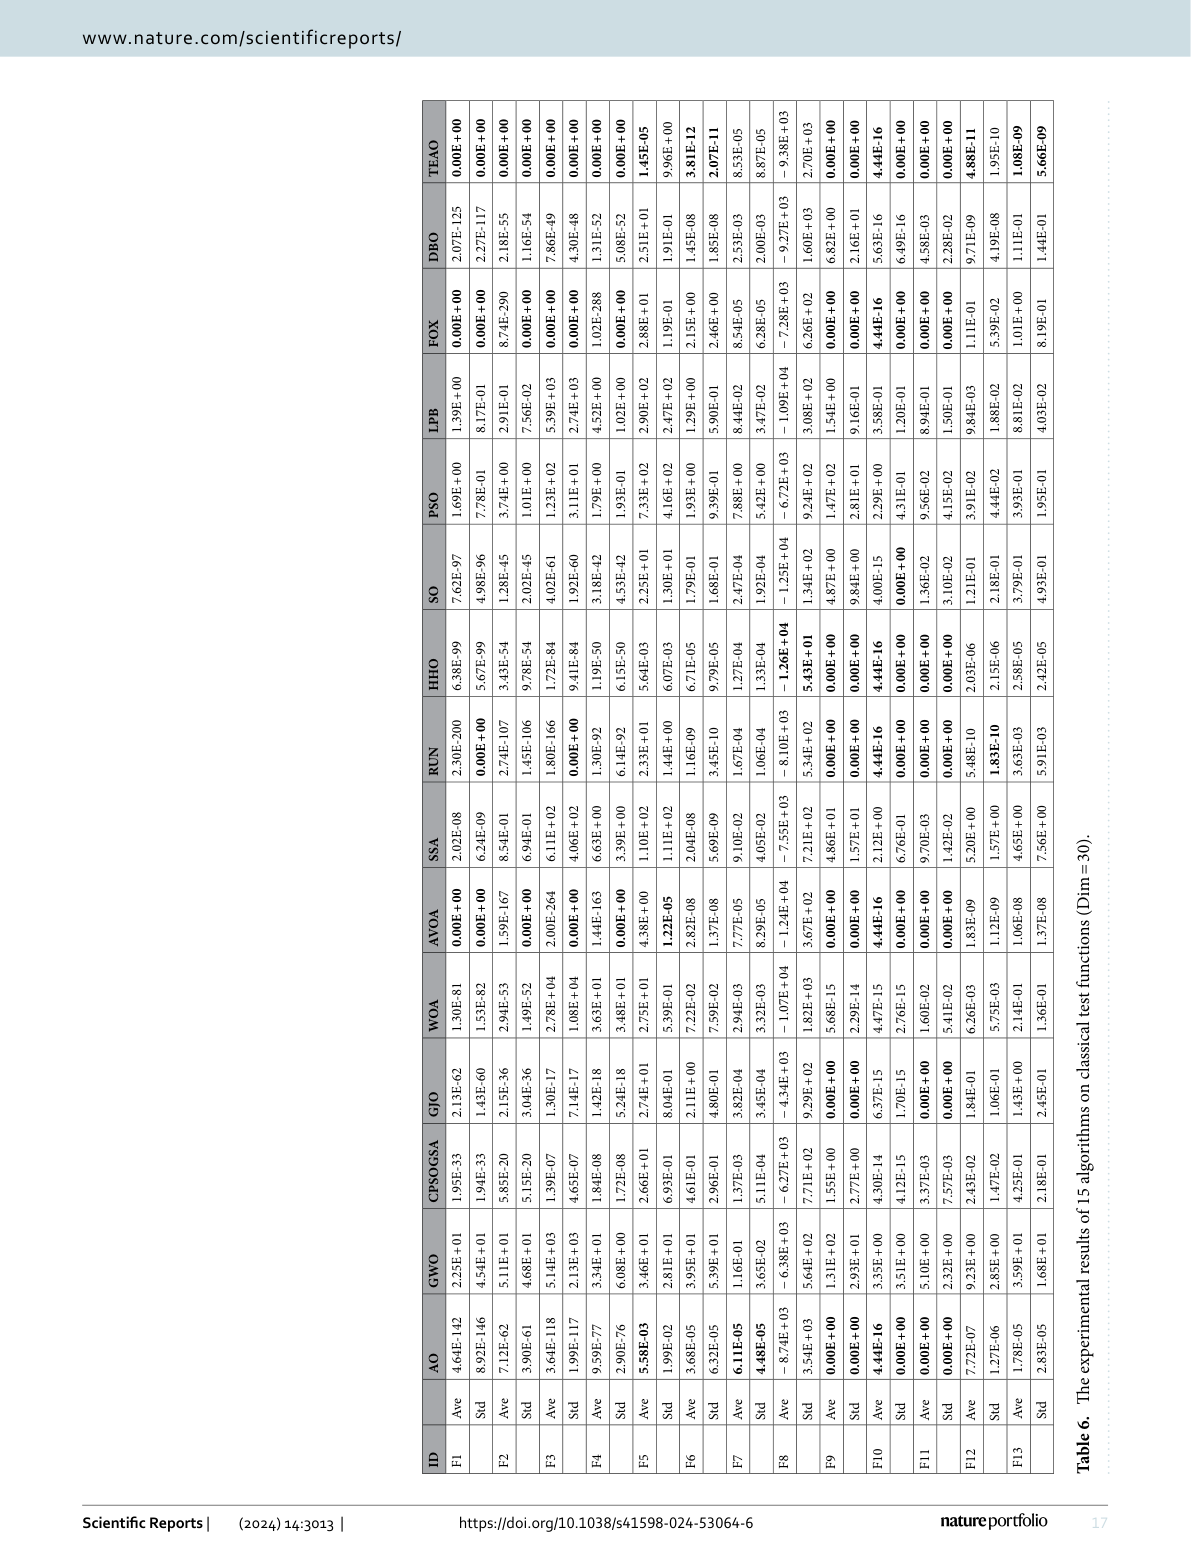 www.nature.com/scientificreports/
ID AO GWO CPSOGSA GJO WOA AVOA SSA RUN HHO SO PSO LPB FOX DBO TEAO
F1 Ave 4.64E-142 2.25E + 01 1.95E-33 2.13E-62 1.30E-81 0.00E + 00 2.02E-08 2.30E-200 6.38E-99 7.62E-97 1.69E + 00 1.39E + 00 0.00E + 00 2.07E-125 0.00E + 00
Std 8.92E-146 4.54E + 01 1.94E-33 1.43E-60 1.53E-82 0.00E + 00 6.24E-09 0.00E + 00 5.67E-99 4.98E-96 7.78E-01 8.17E-01 0.00E + 00 2.27E-117 0.00E + 00
F2 Ave 7.12E-62 5.11E + 01 5.85E-20 2.15E-36 2.94E-53 1.59E-167 8.54E-01 2.74E-107 3.43E-54 1.28E-45 3.74E + 00 2.91E-01 8.74E-290 2.18E-55 0.00E + 00
Std 3.90E-61 4.68E + 01 5.15E-20 3.04E-36 1.49E-52 0.00E + 00 6.94E-01 1.45E-106 9.78E-54 2.02E-45 1.01E + 00 7.56E-02 0.00E + 00 1.16E-54 0.00E + 00
F3 Ave 3.64E-118 5.14E + 03 1.39E-07 1.30E-17 2.78E + 04 2.00E-264 6.11E + 02 1.80E-166 1.72E-84 4.02E-61 1.23E + 02 5.39E + 03 0.00E + 00 7.86E-49 0.00E + 00
Std 1.99E-117 2.13E + 03 4.65E-07 7.14E-17 1.08E + 04 0.00E + 00 4.06E + 02 0.00E + 00 9.41E-84 1.92E-60 3.11E + 01 2.74E + 03 0.00E + 00 4.30E-48 0.00E + 00
F4 Ave 9.59E-77 3.34E + 01 1.84E-08 1.42E-18 3.63E + 01 1.44E-163 6.63E + 00 1.30E-92 1.19E-50 3.18E-42 1.79E + 00 4.52E + 00 1.02E-288 1.31E-52 0.00E + 00
Std 2.90E-76 6.08E + 00 1.72E-08 5.24E-18 3.48E + 01 0.00E + 00 3.39E + 00 6.14E-92 6.15E-50 4.53E-42 1.93E-01 1.02E + 00 0.00E + 00 5.08E-52 0.00E + 00
F5 Ave 5.58E-03 3.46E + 01 2.66E + 01 2.74E + 01 2.75E + 01 4.38E + 00 1.10E + 02 2.33E + 01 5.64E-03 2.25E + 01 7.33E + 02 2.90E + 02 2.88E + 01 2.51E + 01 1.45E-05
Std 1.99E-02 2.81E + 01 6.93E-01 8.04E-01 5.39E-01 1.22E-05 1.11E + 02 1.44E + 00 6.07E-03 1.30E + 01 4.16E + 02 2.47E + 02 1.19E-01 1.91E-01 9.96E + 00
F6 Ave 3.68E-05 3.95E + 01 4.61E-01 2.11E + 00 7.22E-02 2.82E-08 2.04E-08 1.16E-09 6.71E-05 1.79E-01 1.93E + 00 1.29E + 00 2.15E + 00 1.45E-08 3.81E-12
Std 6.32E-05 5.39E + 01 2.96E-01 4.80E-01 7.59E-02 1.37E-08 5.69E-09 3.45E-10 9.79E-05 1.68E-01 9.39E-01 5.90E-01 2.46E + 00 1.85E-08 2.07E-11
F7 Ave 6.11E-05 1.16E-01 1.37E-03 3.82E-04 2.94E-03 7.77E-05 9.10E-02 1.67E-04 1.27E-04 2.47E-04 7.88E + 00 8.44E-02 8.54E-05 2.53E-03 8.53E-05
Std 4.48E-05 3.65E-02 5.11E-04 3.45E-04 3.32E-03 8.29E-05 4.05E-02 1.06E-04 1.33E-04 1.92E-04 5.42E + 00 3.47E-02 6.28E-05 2.00E-03 8.87E-05
F8 Ave − 8.74E + 03 − 6.38E + 03 − 6.27E + 03 − 4.34E + 03 − 1.07E + 04 − 1.24E + 04 − 7.55E + 03 − 8.10E + 03 − 1.26E + 04 − 1.25E + 04 − 6.72E + 03 − 1.09E + 04 − 7.28E + 03 − 9.27E + 03 − 9.38E + 03
Std 3.54E + 03 5.64E + 02 7.71E + 02 9.29E + 02 1.82E + 03 3.67E + 02 7.21E + 02 5.34E + 02 5.43E + 01 1.34E + 02 9.24E + 02 3.08E + 02 6.26E + 02 1.60E + 03 2.70E + 03
F9 Ave 0.00E + 00 1.31E + 02 1.55E + 00 0.00E + 00 5.68E-15 0.00E + 00 4.86E + 01 0.00E + 00 0.00E + 00 4.87E + 00 1.47E + 02 1.54E + 00 0.00E + 00 6.82E + 00 0.00E + 00
Std 0.00E + 00 2.93E + 01 2.77E + 00 0.00E + 00 2.29E-14 0.00E + 00 1.57E + 01 0.00E + 00 0.00E + 00 9.84E + 00 2.81E + 01 9.16E-01 0.00E + 00 2.16E + 01 0.00E + 00
F10 Ave 4.44E-16 3.35E + 00 4.30E-14 6.37E-15 4.47E-15 4.44E-16 2.12E + 00 4.44E-16 4.44E-16 4.00E-15 2.29E + 00 3.58E-01 4.44E-16 5.63E-16 4.44E-16
Std 0.00E + 00 3.51E + 00 4.12E-15 1.70E-15 2.76E-15 0.00E + 00 6.76E-01 0.00E + 00 0.00E + 00 0.00E + 00 4.31E-01 1.20E-01 0.00E + 00 6.49E-16 0.00E + 00
F11 Ave 0.00E + 00 5.10E + 00 3.37E-03 0.00E + 00 1.60E-02 0.00E + 00 9.70E-03 0.00E + 00 0.00E + 00 1.36E-02 9.56E-02 8.94E-01 0.00E + 00 4.58E-03 0.00E + 00
Std 0.00E + 00 2.32E + 00 7.57E-03 0.00E + 00 5.41E-02 0.00E + 00 1.42E-02 0.00E + 00 0.00E + 00 3.10E-02 4.15E-02 1.50E-01 0.00E + 00 2.28E-02 0.00E + 00
F12 Ave 7.72E-07 9.23E + 00 2.43E-02 1.84E-01 6.26E-03 1.83E-09 5.20E + 00 5.48E-10 2.03E-06 1.21E-01 3.91E-02 9.84E-03 1.11E-01 9.71E-09 4.88E-11
Std 1.27E-06 2.85E + 00 1.47E-02 1.06E-01 5.75E-03 1.12E-09 1.57E + 00 1.83E-10 2.15E-06 2.18E-01 4.44E-02 1.88E-02 5.39E-02 4.19E-08 1.95E-10
F13 Ave 1.78E-05 3.59E + 01 4.25E-01 1.43E + 00 2.14E-01 1.06E-08 4.65E + 00 3.63E-03 2.58E-05 3.79E-01 3.93E-01 8.81E-02 1.01E + 00 1.11E-01 1.08E-09
Std 2.83E-05 1.68E + 01 2.18E-01 2.45E-01 1.36E-01 1.37E-08 7.56E + 00 5.91E-03 2.42E-05 4.93E-01 1.95E-01 4.03E-02 8.19E-01 1.44E-01 5.66E-09
Table 6. The experimental results of 15 algorithms on classical test functions (Dim = 30).
Scientific Reports | (2024) 14:3013 | https://doi.org/10.1038/s41598-024-53064-6 nature portfolio 17